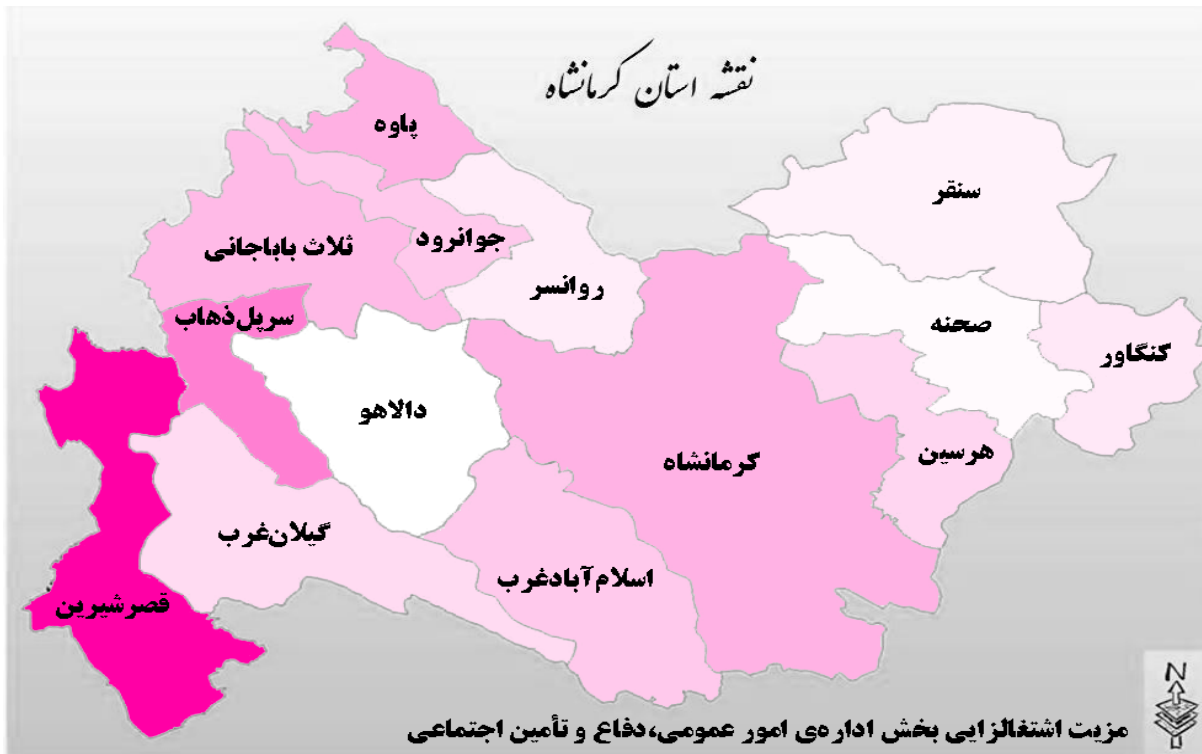 نقشه استان کرمانشاه
پاوه
سنقر
جوانرود
ثلاث باباجانی
روانسر
سرپل‌ذهاب
صحنه
کنگاور
دالاهو
هرسین
کرمانشاه
گیلان‌غرب
اسلام‌آبادغرب
قصرشیرین
N
مزیت اشتغالزایی بخش اداره‌ی امور عمومی،دفاع و تأمین اجتماعی